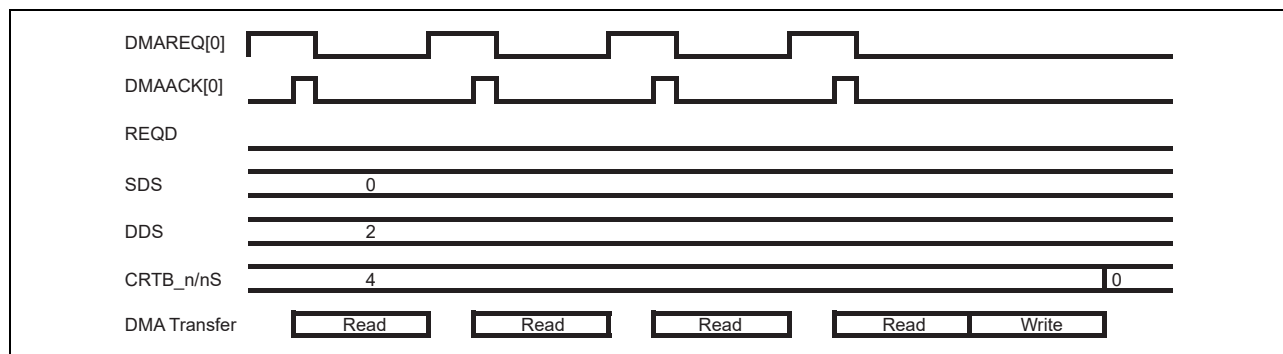 DMAREQ[0]
DMAACK[0]
REQD
SDS 0
DDS 2
CRTB_n/nS 4 0
DMA Transfer Read Read Read Read Write